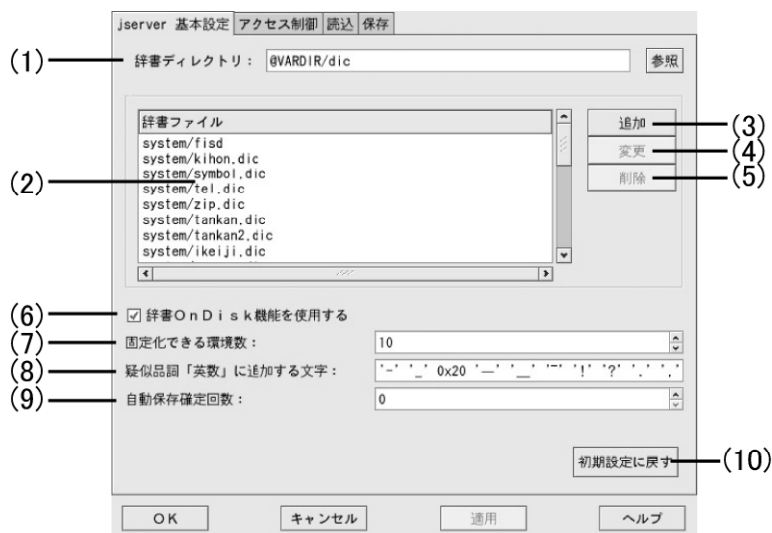 jserver 基本設定 アクセス制御 読込 保存
(1) 辞書ディレクトリ： @VARDIR/dic 参照
辞書ファイル
追加 (3)
system/fisd
変更 (4)
system/kihon.dic
削除 (5)
system/symbol.dic
(2) system/tel.dic
system/zip.dic
system/tankan.dic
system/tankan2.dic
system/ikeiji.dic
(6) 辞書ＯｎＤｉｓｋ機能を使用する
(7) 固定化できる環境数： 10
(8) 疑似品詞「英数」に追加する文字： '-' '_' 0x20 '―' '＿' '￣' '!' '?' '.' ','
(9) 自動保存確定回数： 0
初期設定に戻す (10)
ＯＫ キャンセル 適用 ヘルプ